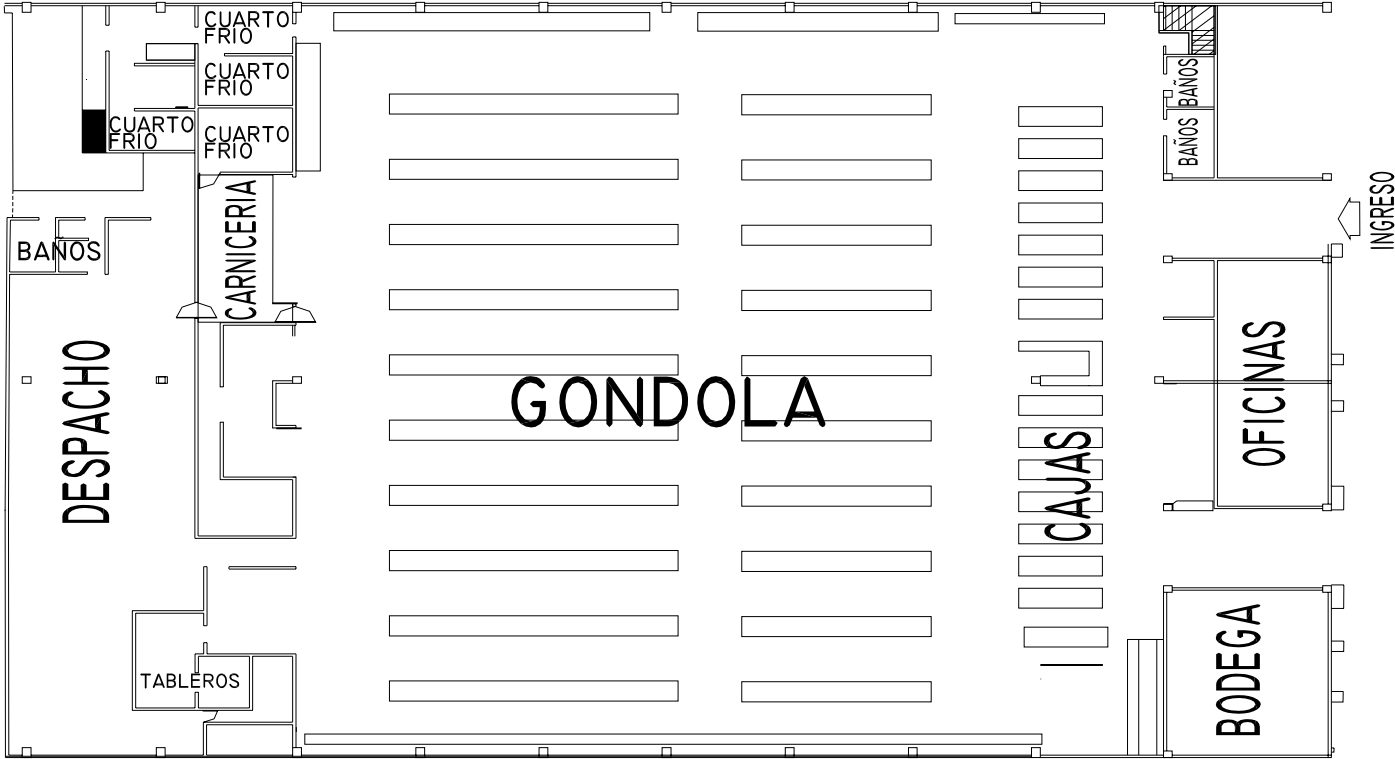 CUARTO
FRIO
CUARTO
FRIO
CUARTO
FRIO
CUARTO
FRIO
BAÑOS
BAÑOS
INGRESO
CARNICERIA
BAÑOS
DESPACHO
GONDOLA
CAJAS
OFICINAS
TABLEROS
BODEGA